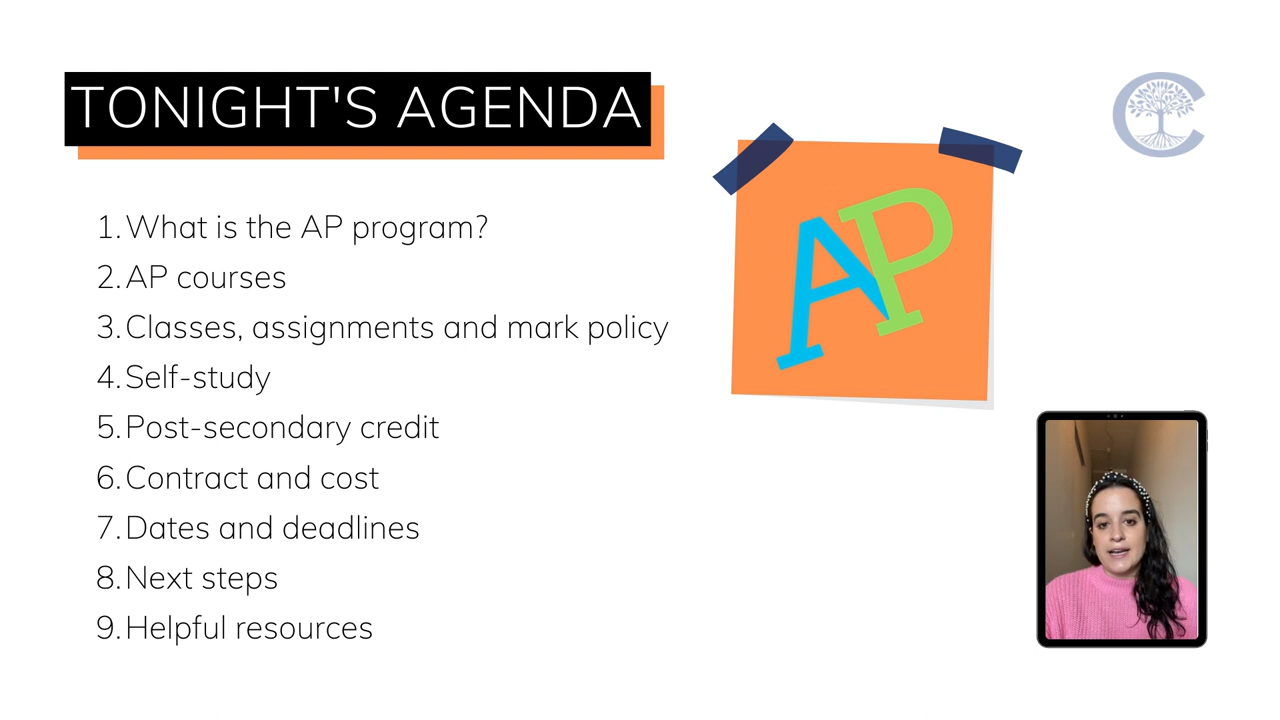 TONIGHT'S AGENDA
1. What is the AP program?
2. AP courses
3. Classes, assignments and mark policy
4. Self-study
5. Post-secondary credit
6. Contract and cost
7. Dates and deadlines
8. Next steps
9. Helpful resources
AP
C